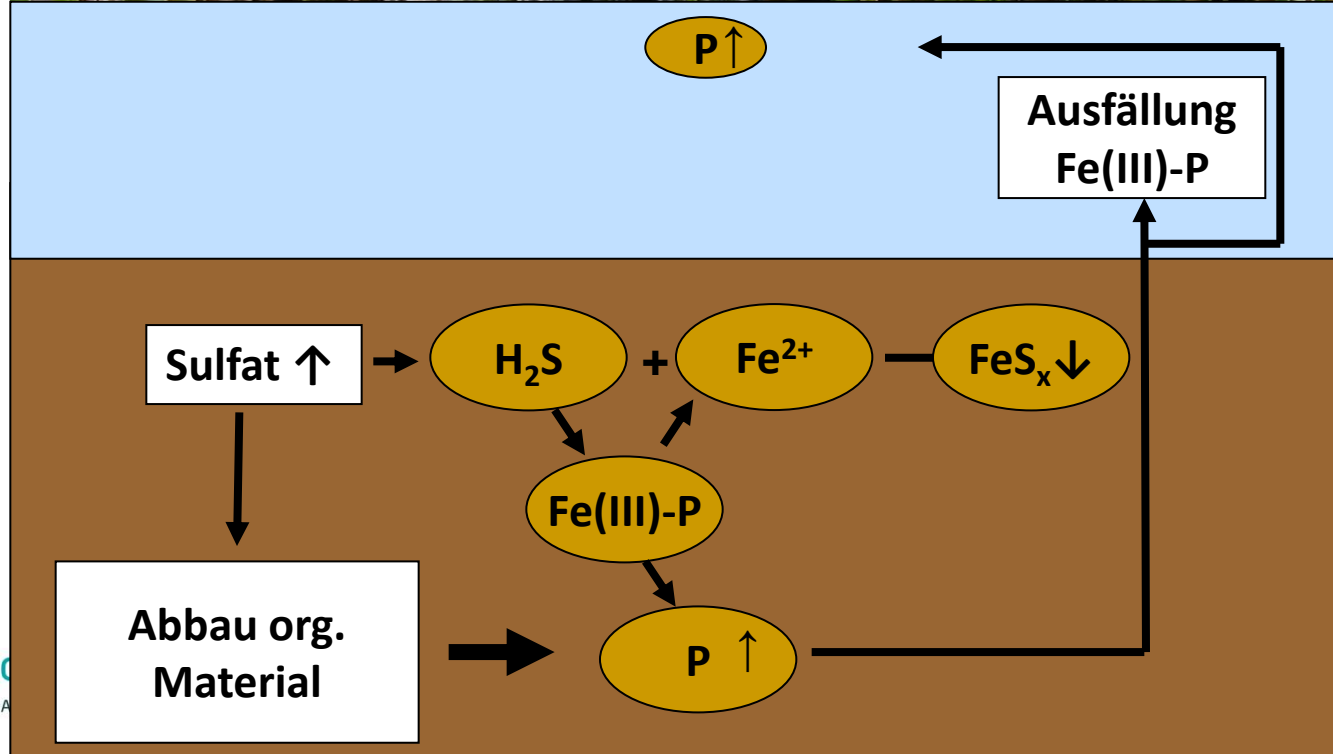 P↑
Ausfällung
Fe(III)-P
Sulfat ↑
H₂S
+
Fe²⁺
FeSₓ↓
Fe(III)-P
Abbau org.
Material
P ↑